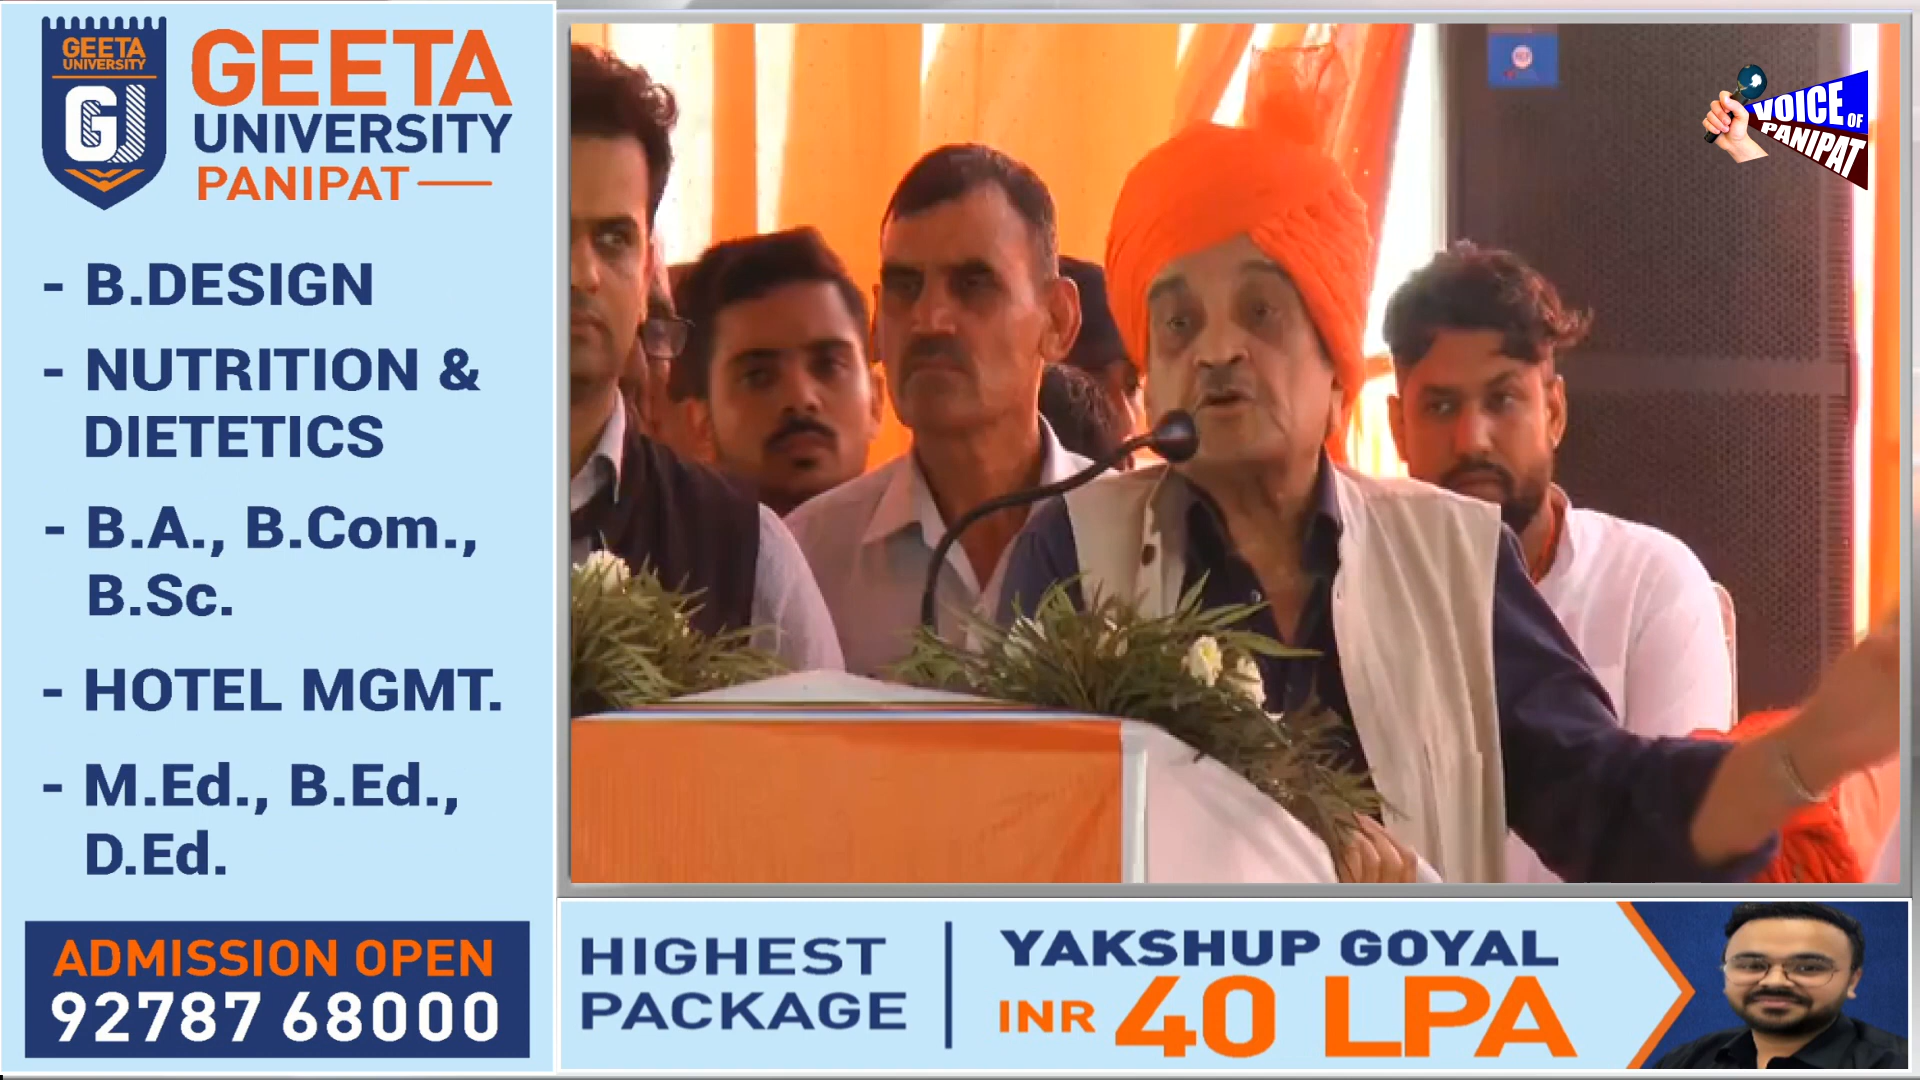 GEETA
UNIVERSITY
GU
GEETA
UNIVERSITY
PANIPAT
- B.DESIGN
- NUTRITION &
DIETETICS
- B.A., B.Com.,
B.Sc.
- HOTEL MGMT.
- M.Ed., B.Ed.,
D.Ed.
ADMISSION OPEN
92787 68000
VOICE OF
PANIPAT
HIGHEST
PACKAGE
YAKSHUP GOYAL
INR 40 LPA